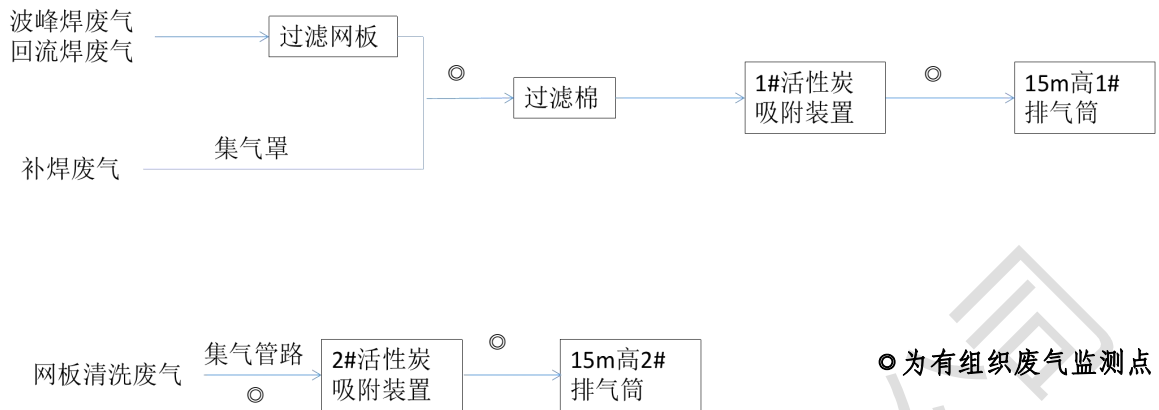 波峰焊废气
回流焊废气
过滤网板
◎
过滤棉
1#活性炭
吸附装置
◎
15m高1#
排气筒
集气罩
补焊废气
网板清洗废气
集气管路
◎
2#活性炭
吸附装置
◎
15m高2#
排气筒
◎为有组织废气监测点
公司